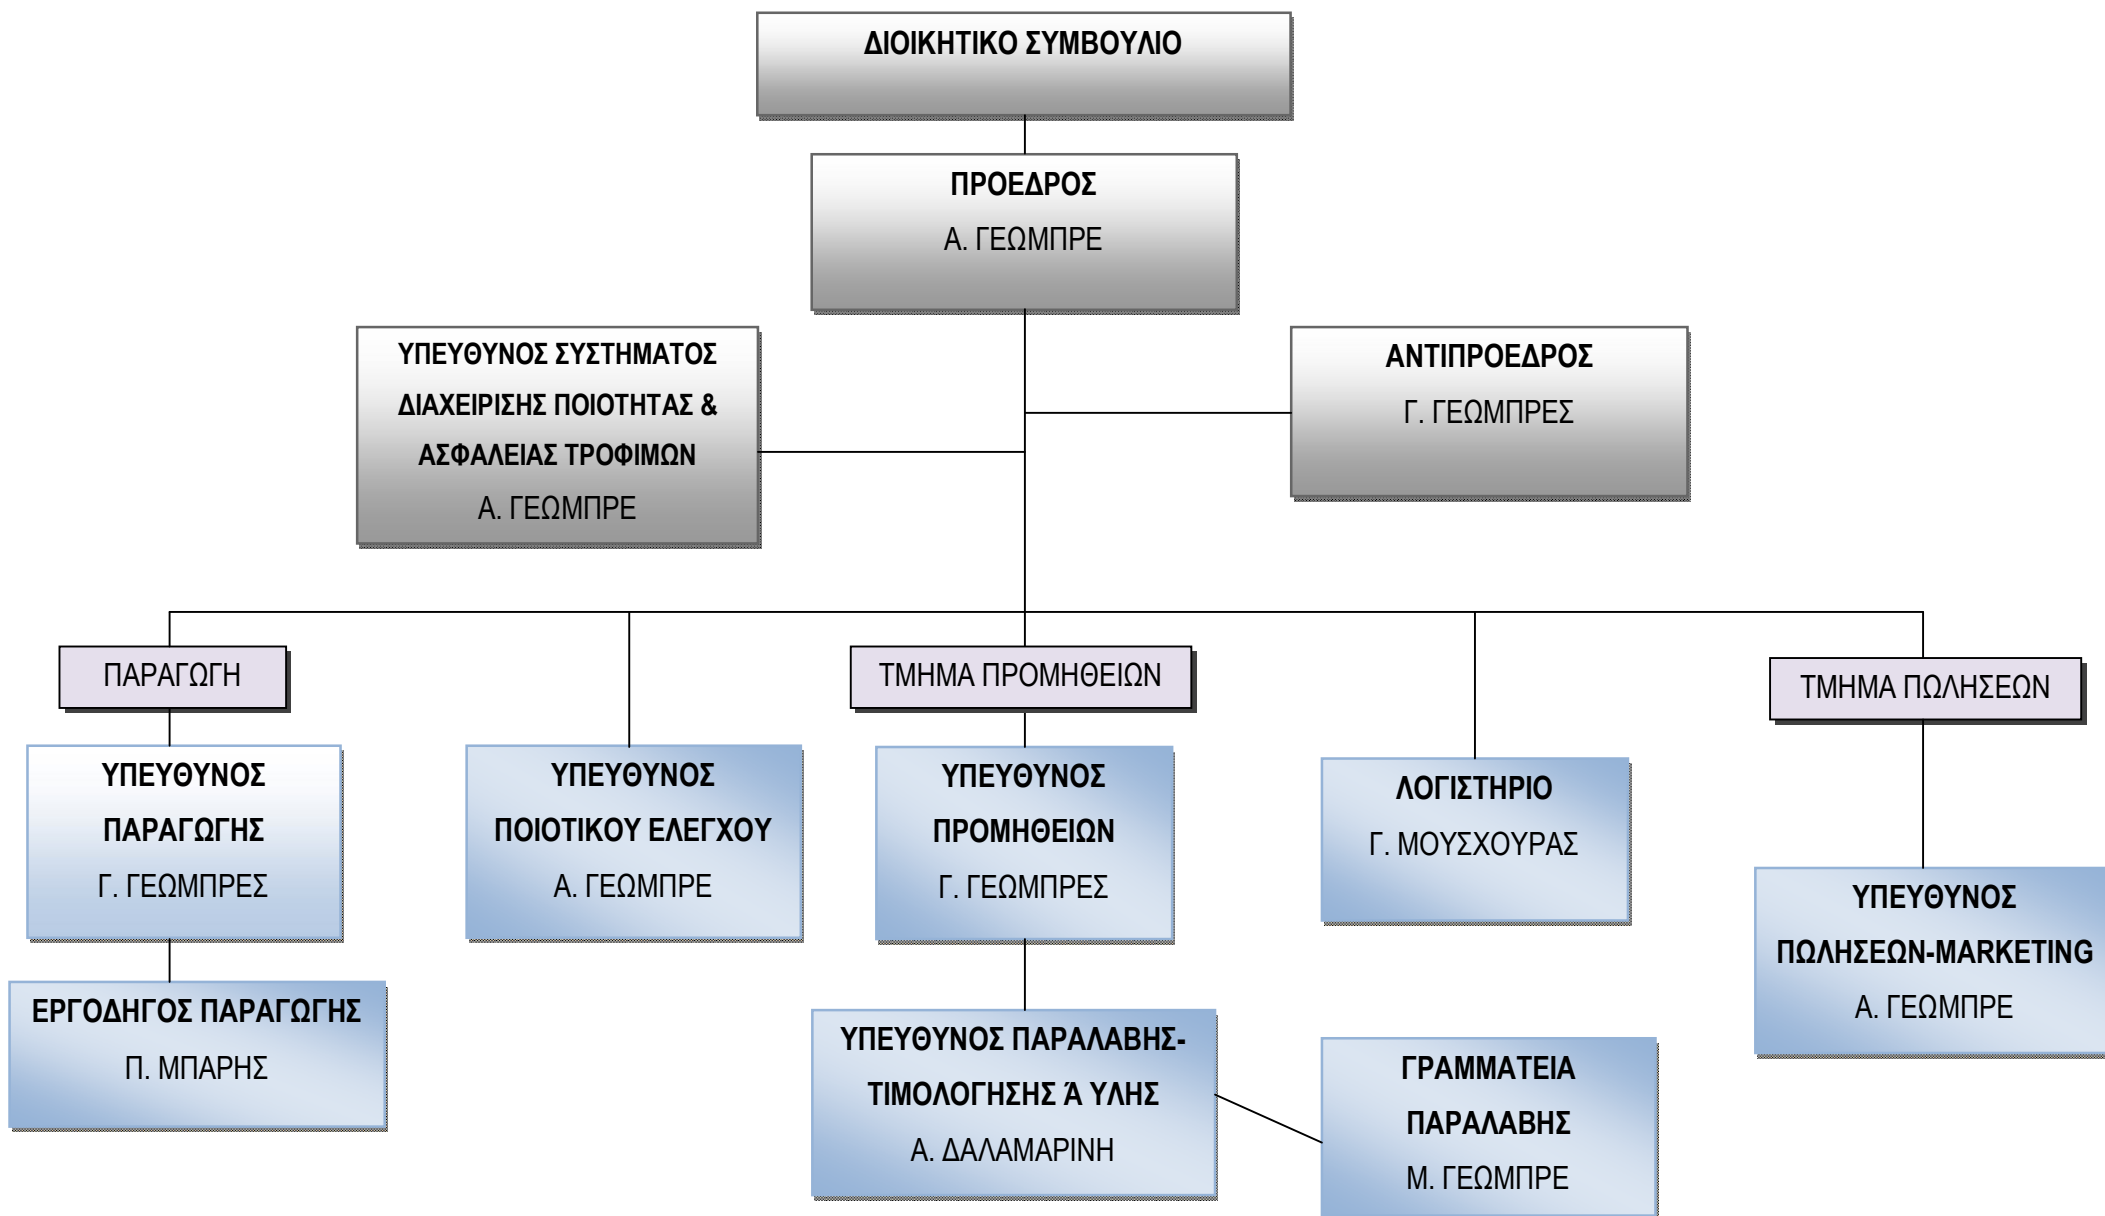 ΔΙΟΙΚΗΤΙΚΟ ΣΥΜΒΟΥΛΙΟ
ΠΡΟΕΔΡΟΣ
Α. ΓΕΩΜΠΡΕ
ΥΠΕΥΘΥΝΟΣ ΣΥΣΤΗΜΑΤΟΣ
ΔΙΑΧΕΙΡΙΣΗΣ ΠΟΙΟΤΗΤΑΣ &
ΑΣΦΑΛΕΙΑΣ ΤΡΟΦΙΜΩΝ
Α. ΓΕΩΜΠΡΕ
ΑΝΤΙΠΡΟΕΔΡΟΣ
Γ. ΓΕΩΜΠΡΕΣ
ΠΑΡΑΓΩΓΗ
ΤΜΗΜΑ ΠΡΟΜΗΘΕΙΩΝ
ΤΜΗΜΑ ΠΩΛΗΣΕΩΝ
ΥΠΕΥΘΥΝΟΣ
ΠΑΡΑΓΩΓΗΣ
Γ. ΓΕΩΜΠΡΕΣ
ΥΠΕΥΘΥΝΟΣ
ΠΟΙΟΤΙΚΟΥ ΕΛΕΓΧΟΥ
Α. ΓΕΩΜΠΡΕ
ΥΠΕΥΘΥΝΟΣ
ΠΡΟΜΗΘΕΙΩΝ
Γ. ΓΕΩΜΠΡΕΣ
ΛΟΓΙΣΤΗΡΙΟ
Γ. ΜΟΥΣΧΟΥΡΑΣ
ΥΠΕΥΘΥΝΟΣ
ΠΩΛΗΣΕΩΝ-MARKETING
Α. ΓΕΩΜΠΡΕ
ΕΡΓΟΔΗΓΟΣ ΠΑΡΑΓΩΓΗΣ
Π. ΜΠΑΡΗΣ
ΥΠΕΥΘΥΝΟΣ ΠΑΡΑΛΑΒΗΣ-
ΤΙΜΟΛΟΓΗΣΗΣ Ά ΥΛΗΣ
Α. ΔΑΛΑΜΑΡΙΝΗ
ΓΡΑΜΜΑΤΕΙΑ
ΠΑΡΑΛΑΒΗΣ
Μ. ΓΕΩΜΠΡΕ